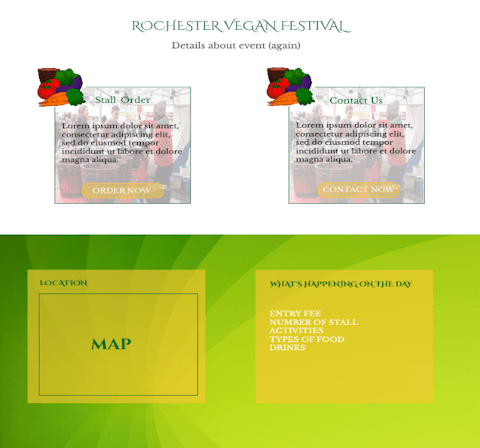 ROCHESTER VEGAN FESTIVAL
Details about event (again)
Stall Order
Lorem ipsum dolor sit amet,
consectetur adipiscing elit,
sed do eiusmod tempor
incididunt ut labore et dolore
magna aliqua.
ORDER NOW
Contact Us
Lorem ipsum dolor sit amet,
consectetur adipiscing elit,
sed do eiusmod tempor
incididunt ut labore et dolore
magna aliqua.
CONTACT NOW
LOCATION
MAP
WHAT'S HAPPENING ON THE DAY
ENTRY FEE
NUMBER OF STALL
ACTIVITIES
TYPES OF FOOD
DRINKS